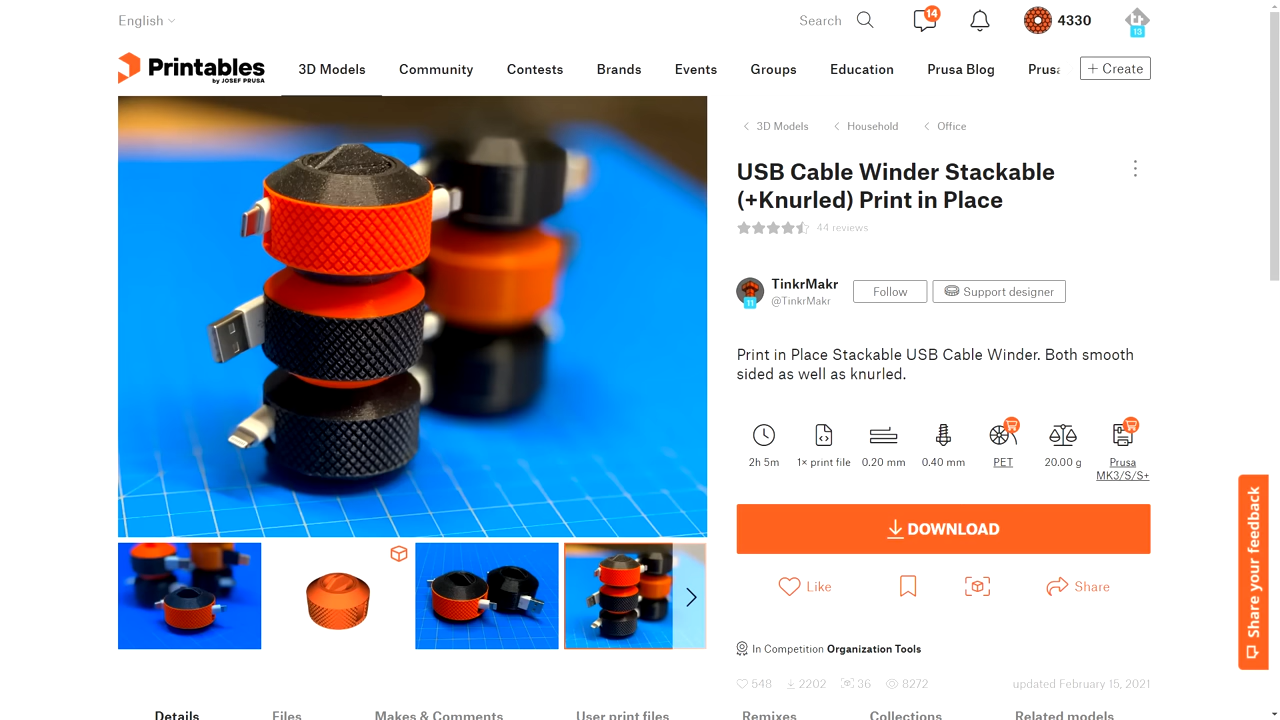 English
Search
14
4330
13
Printables
by JOSEF PRUSA
3D Models
Community
Contests
Brands
Events
Groups
Education
Prusa Blog
Prusa
+ Create
3D Models
Household
Office
USB Cable Winder Stackable
(+Knurled) Print in Place
44 reviews
TinkrMakr
@TinkrMakr
11
Follow
Support designer
Print in Place Stackable USB Cable Winder. Both smooth
sided as well as knurled.
2h 5m
1× print file
0.20 mm
0.40 mm
PET
20.00 g
Prusa
MK3/S/S+
DOWNLOAD
Like
Share
In Competition Organization Tools
548
2202
36
8272
updated February 15, 2021
Share your feedback
Details
Files
Makes & Comments
User print files
Remixes
Collections
Related models